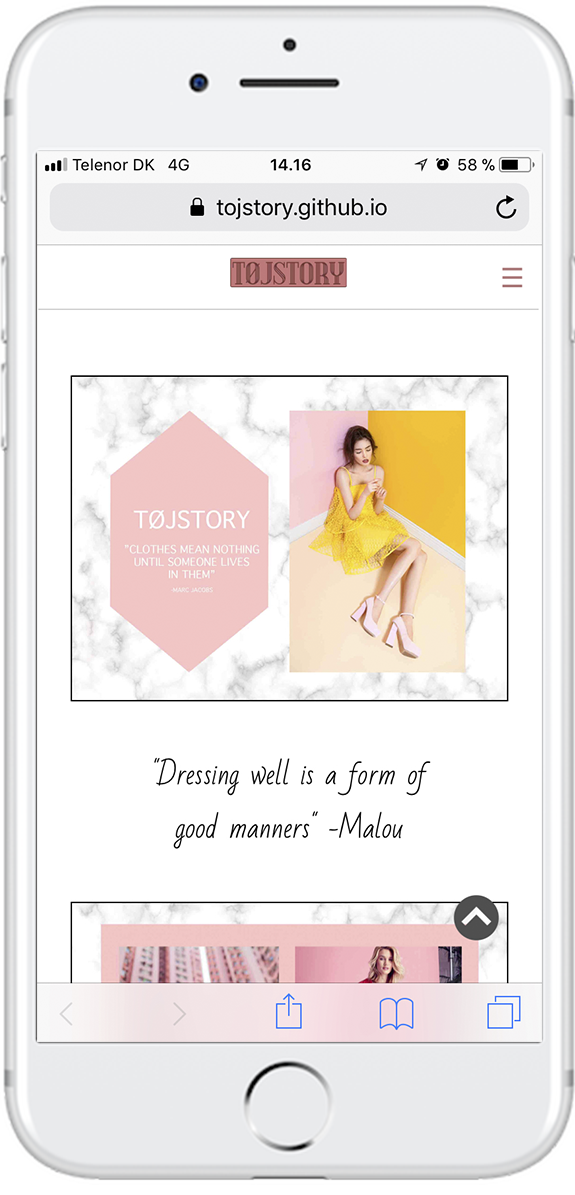 Telenor DK 4G 14.16 58 %
tojstory.github.io
TØJSTORY
TØJSTORY
"CLOTHES MEAN NOTHING
UNTIL SOMEONE LIVES
IN THEM"
MARC JACOBS
"Dressing well is a form of
good manners" -Malou